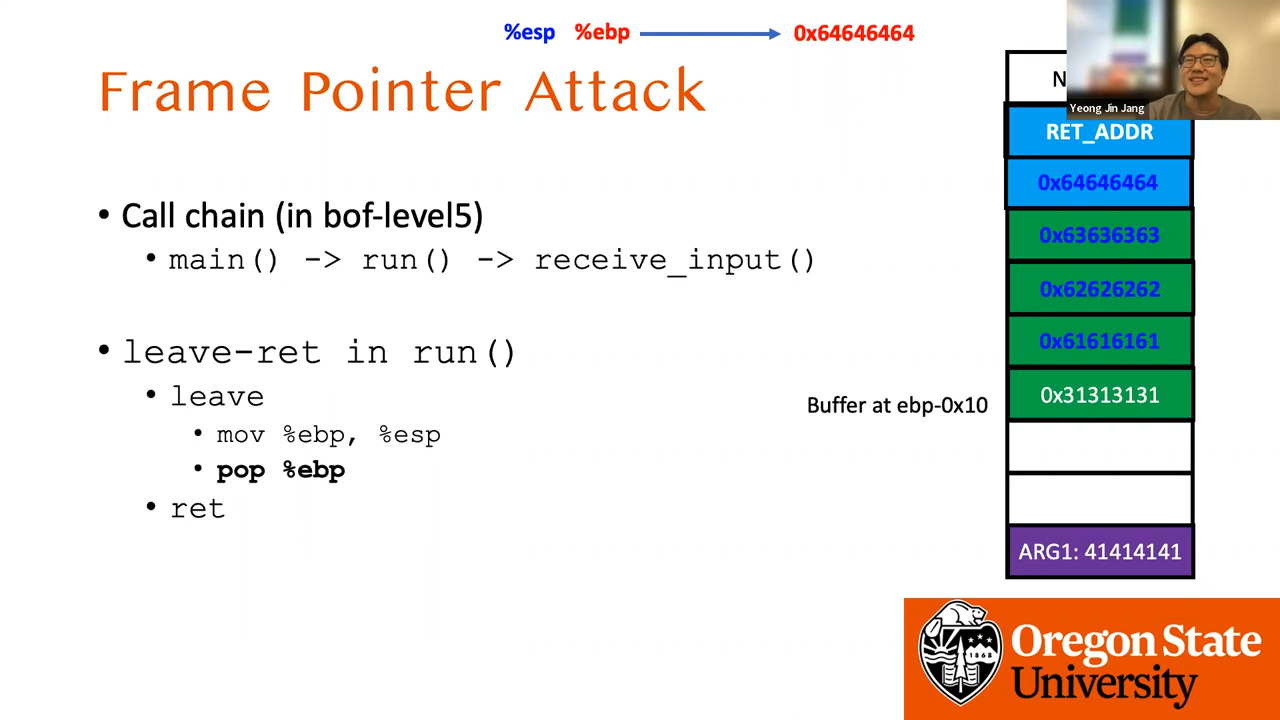 %esp %ebp 0x64646464
Frame Pointer Attack
Yeong Jin Jang
RET_ADDR
0x64646464
• Call chain (in bof-level5)
0x63636363
• main() -> run() -> receive_input()
0x62626262
• leave-ret in run()
0x61616161
• leave
0x31313131
Buffer at ebp-0x10
• mov %ebp, %esp
• pop %ebp
• ret
ARG1: 41414141
1868
Oregon State
University